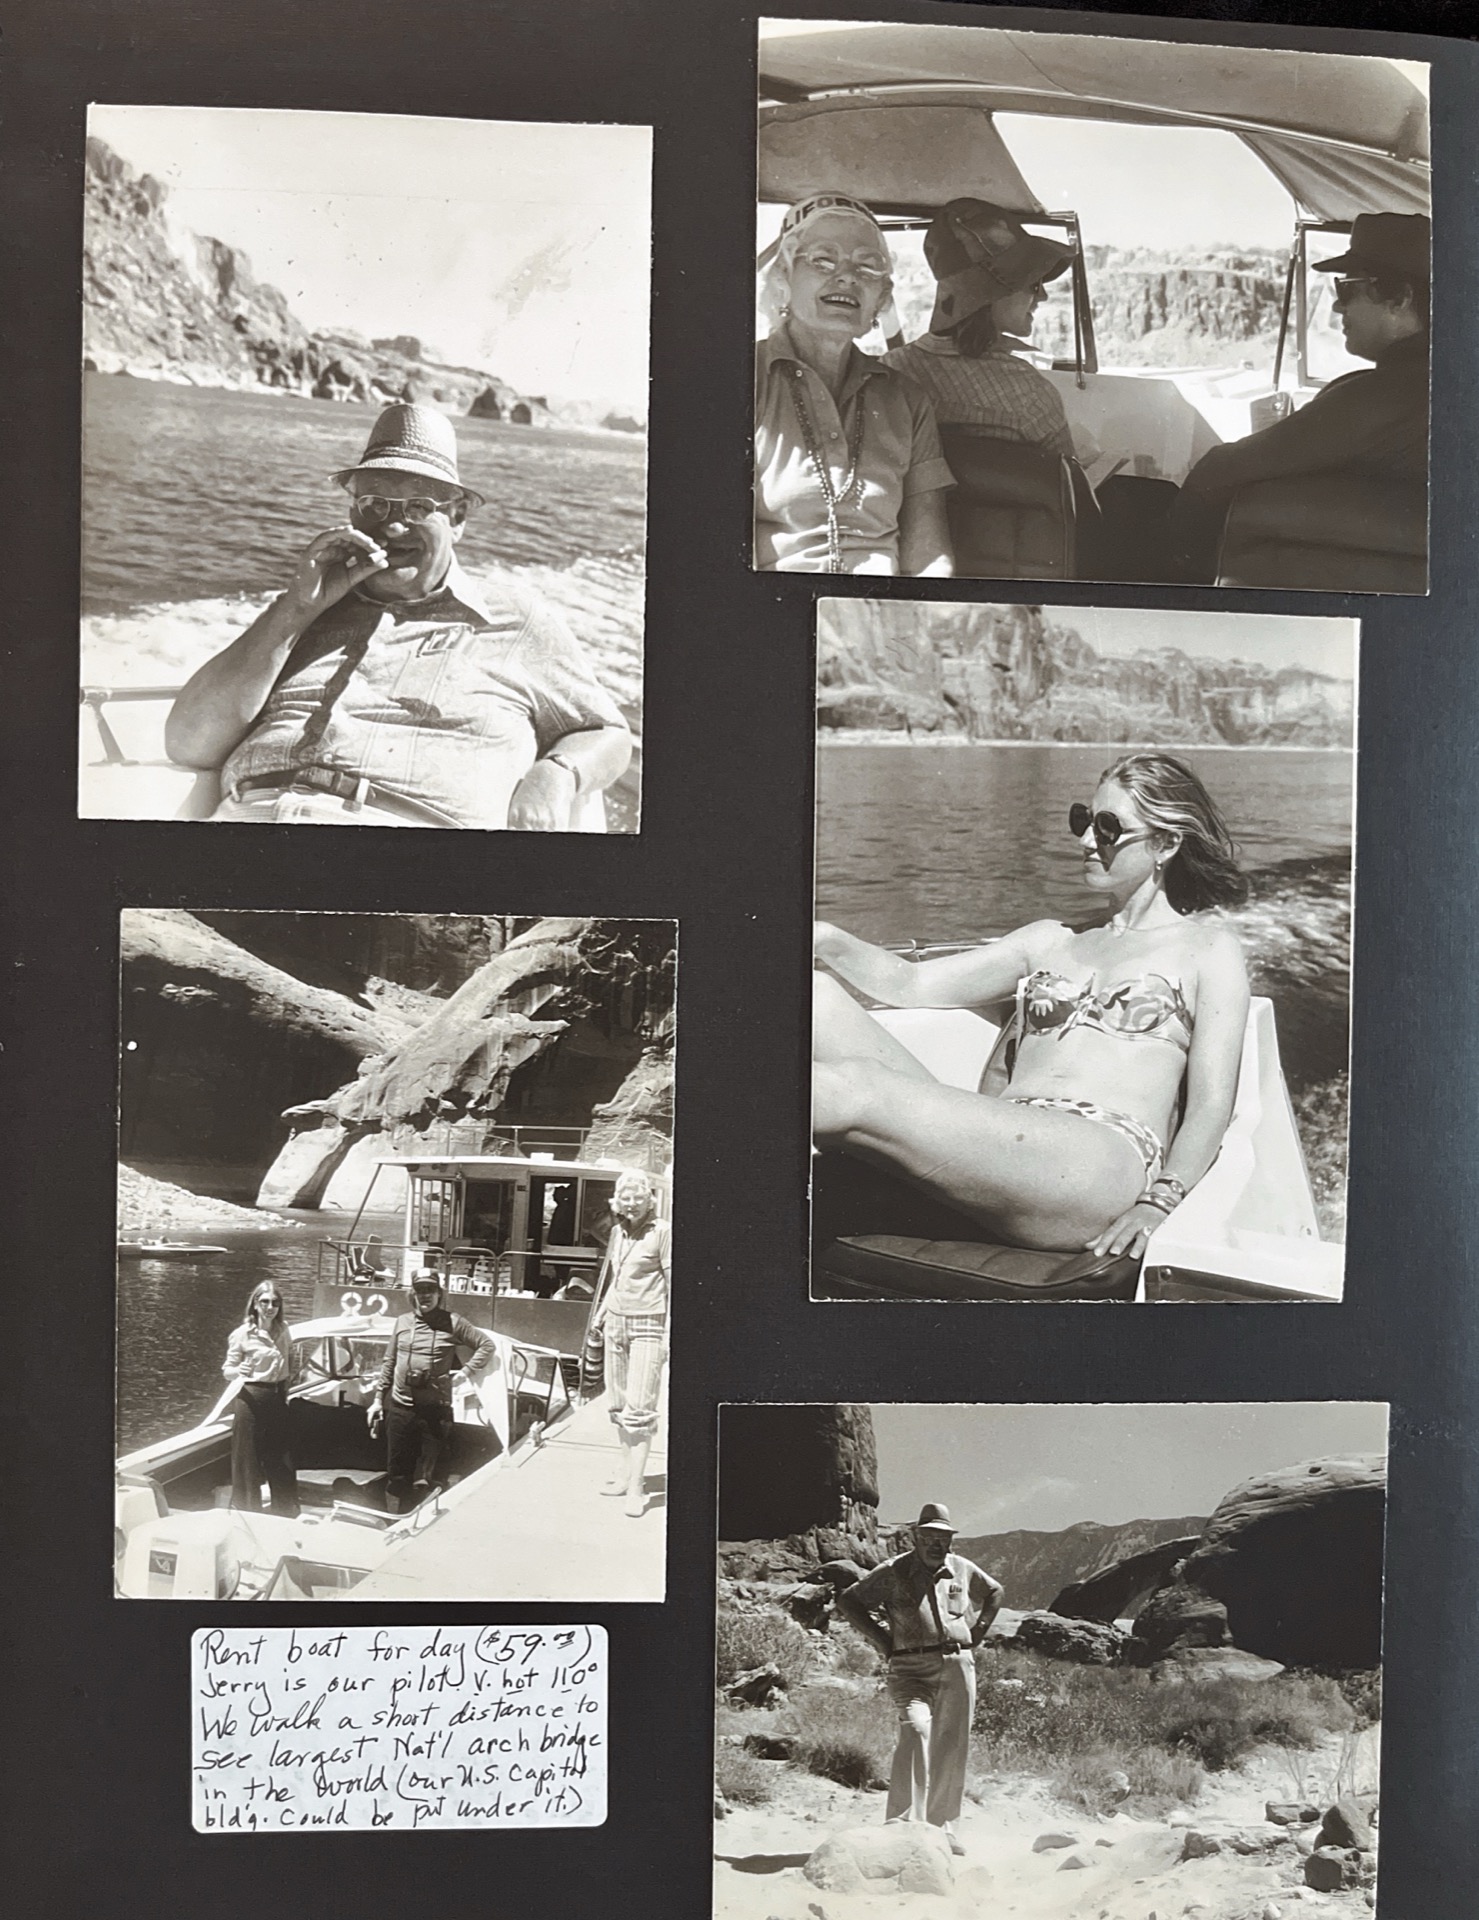 LIFORN
82
Rent boat for day ($59.00)
Jerry is our pilot. V. hot 110°
We walk a short distance to
see largest Nat'l arch bridge
in the world (our U.S. Capitol
bld'g. could be put under it.)